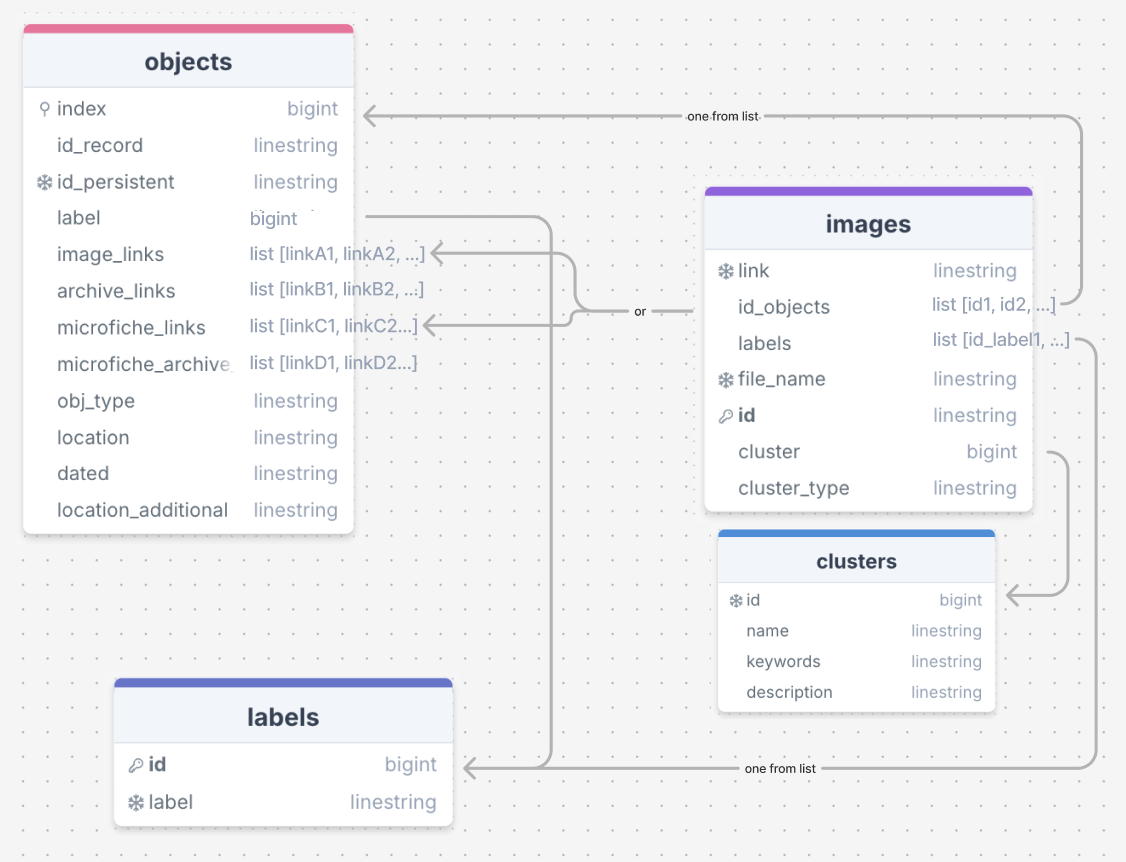 objects
index bigint
id_record linestring
id_persistent linestring
label bigint
image_links list [linkA1, linkA2, ...]
archive_links list [linkB1, linkB2, ...]
microfiche_links list [linkC1, linkC2...]
microfiche_archive_ list [linkD1, linkD2...]
obj_type linestring
location linestring
dated linestring
location_additional linestring
one from list
or
images
link linestring
id_objects list [id1, id2, ...]
labels list [id_label1, ...]
file_name linestring
id linestring
cluster bigint
cluster_type linestring
clusters
id bigint
name linestring
keywords linestring
description linestring
labels
id bigint
label linestring
one from list